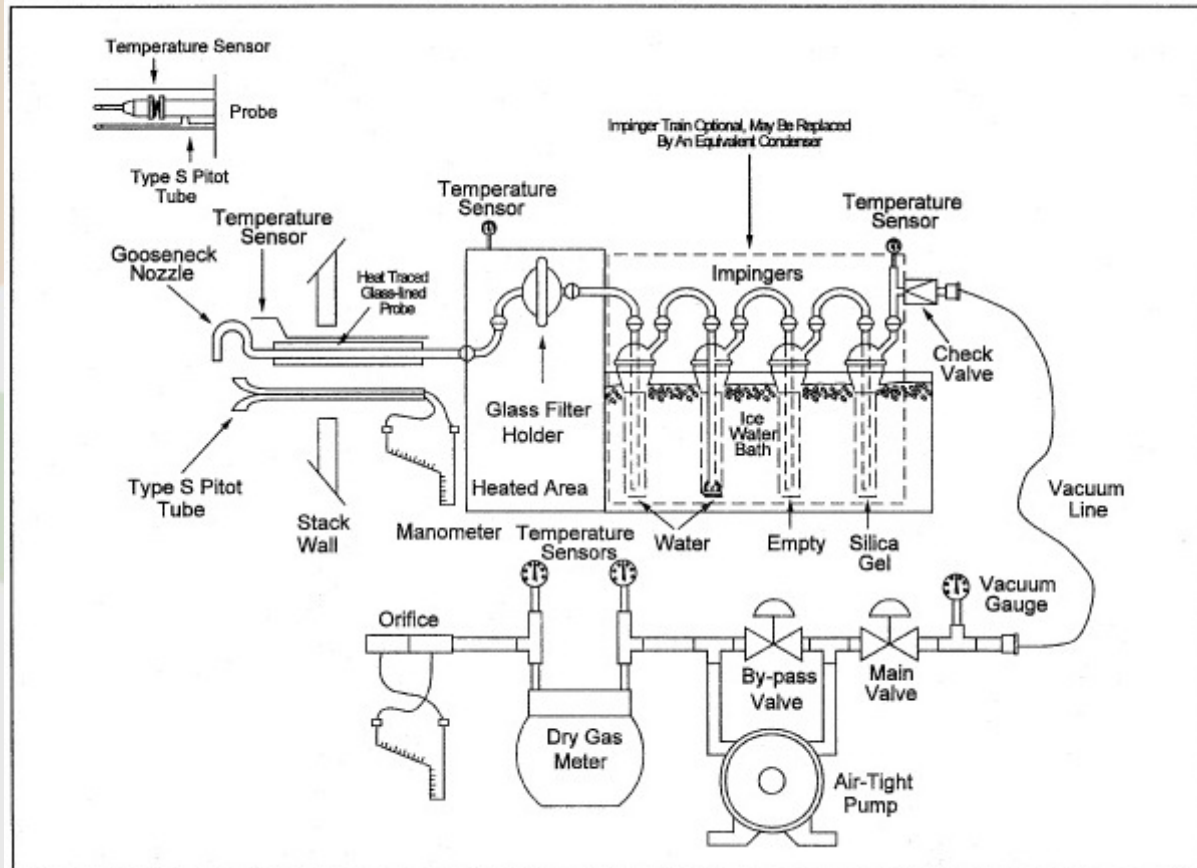 Temperature Sensor
Probe
Type S Pitot
Tube
Impinger Train Optional, May Be Replaced
By An Equivalent Condenser
Temperature
Sensor
Temperature
Sensor
Temperature
Sensor
Gooseneck
Nozzle
Heat Traced
Glass-lined
Probe
Impingers
Check
Valve
Glass Filter
Holder
Ice
Water
Bath
Heated Area
Type S Pitot
Tube
Stack
Wall
Manometer
Water
Empty
Silica
Gel
Vacuum
Line
Temperature
Sensors
Vacuum
Gauge
Orifice
By-pass
Valve
Main
Valve
Dry Gas
Meter
Air-Tight
Pump